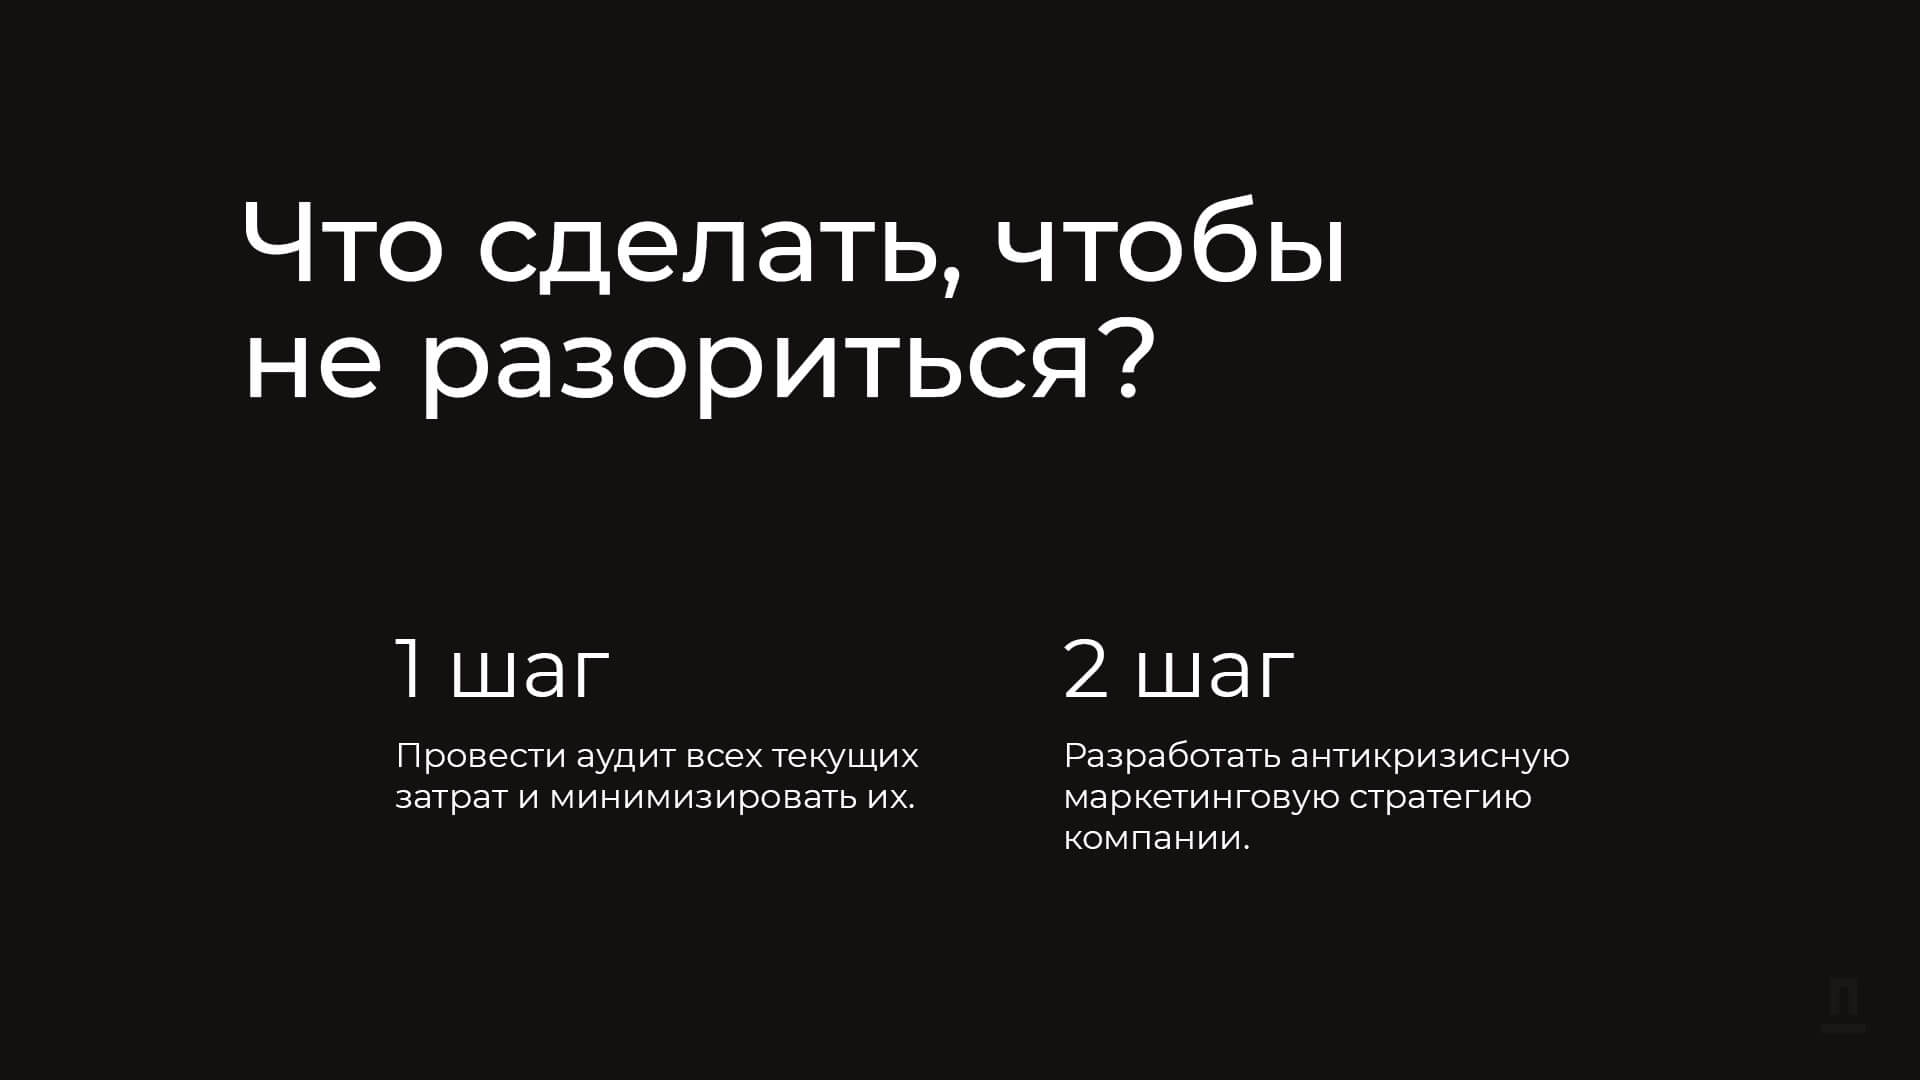 Что сделать, чтобы
не разориться?
1 шаг
Провести аудит всех текущих
затрат и минимизировать их.
2 шаг
Разработать антикризисную
маркетинговую стратегию
компании.
n